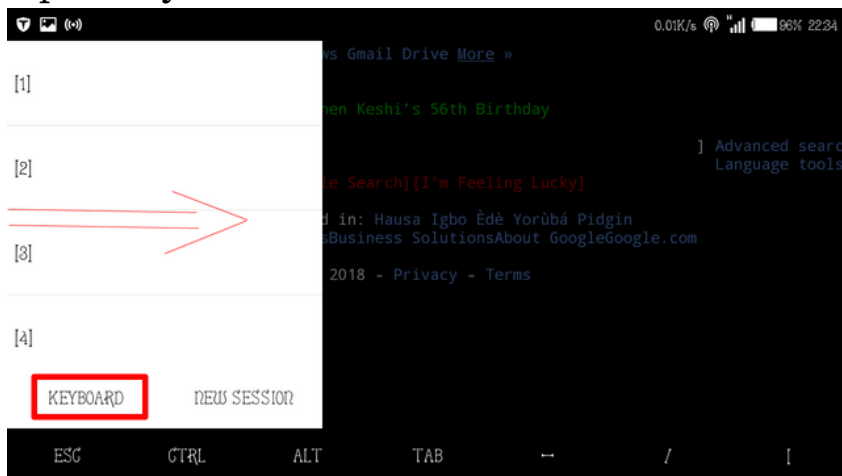 0.01K/s 96% 22:34
[1]
[2]
[3]
[4]
KEYBOARD NEW SESSION
ws Gmail Drive More »
hen Keshi's 56th Birthday
] Advanced searc
Language tools
le Search][I'm Feeling Lucky]
d in: Hausa Igbo Èdè Yorùbá Pidgin
sBusiness SolutionsAbout GoogleGoogle.com
2018 - Privacy - Terms
ESC CTRL ALT TAB — / [